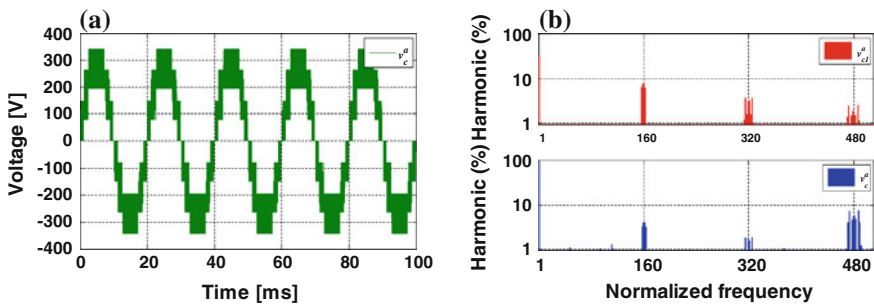 (a)
Voltage [V]
400
300
200
100
0
-100
-200
-300
-400
v_c^a
0
20
40
60
80
100
Time [ms]
(b)
Harmonic (%)
100
10
1
v_{cl}^a
1
160
320
480
Harmonic (%)
100
10
1
v_c^a
1
160
320
480
Normalized frequency